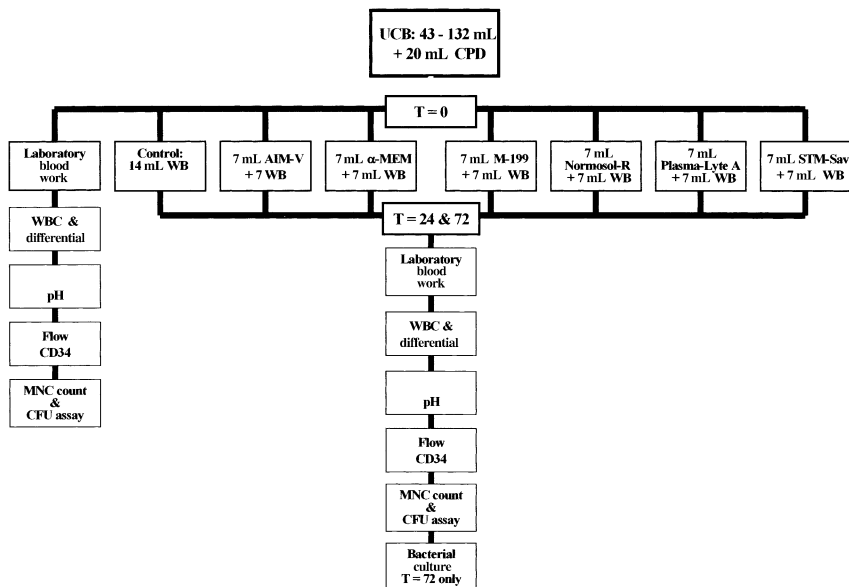 UCB: 43 - 132 mL
+ 20 mL CPD
T = 0
Laboratory
blood
work
Control:
14 mL WB
7 mL AIM-V
+ 7 WB
7 mL α-MEM
+ 7 mL WB
7 mL M-199
+ 7 mL WB
7 mL
Normosol-R
+ 7 mL WB
7 mL
Plasma-Lyte A
+ 7 mL WB
7 mL STM-Sav
+ 7 mL WB
WBC &
differential
pH
Flow
CD34
MNC count
&
CFU assay
T = 24 & 72
Laboratory
blood
work
WBC &
differential
pH
Flow
CD34
MNC count
&
CFU assay
Bacterial
culture
T = 72 only